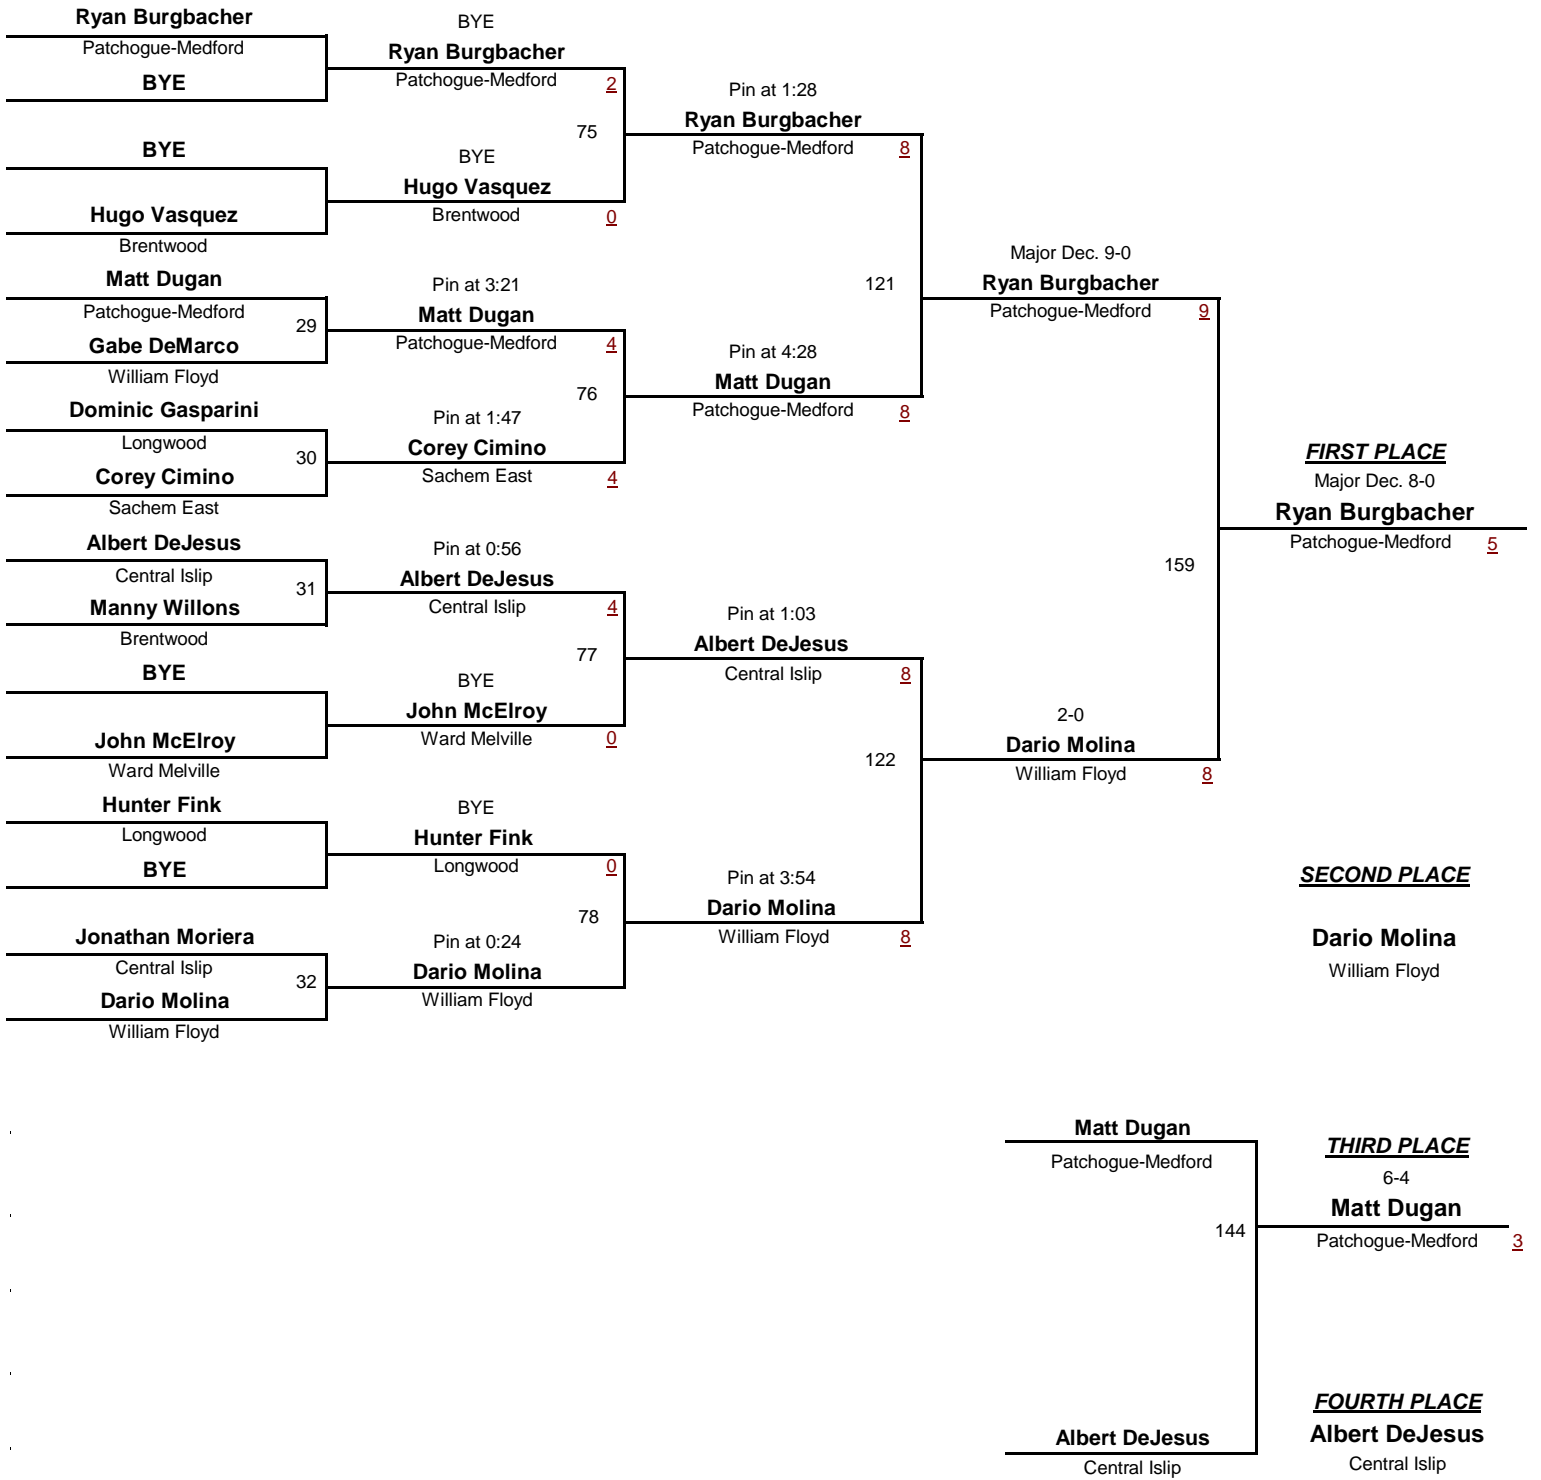 Ryan Burgbacher
Patchogue-Medford
BYE
BYE
Hugo Vasquez
Brentwood
Matt Dugan
Patchogue-Medford
29
Gabe DeMarco
William Floyd
Dominic Gasparini
Longwood
30
Corey Cimino
Sachem East
Albert DeJesus
Central Islip
31
Manny Willons
Brentwood
BYE
John McElroy
Ward Melville
Hunter Fink
Longwood
BYE
Jonathan Moriera
Central Islip
32
Dario Molina
William Floyd
BYE
Ryan Burgbacher
Patchogue-Medford 2
75
BYE
Hugo Vasquez
Brentwood 0
Pin at 3:21
Matt Dugan
Patchogue-Medford 4
76
Pin at 1:47
Corey Cimino
Sachem East 4
Pin at 0:56
Albert DeJesus
Central Islip 4
77
BYE
John McElroy
Ward Melville 0
BYE
Hunter Fink
Longwood 0
78
Pin at 0:24
Dario Molina
William Floyd
Pin at 1:28
Ryan Burgbacher
Patchogue-Medford 8
121
Pin at 4:28
Matt Dugan
Patchogue-Medford 8
Pin at 1:03
Albert DeJesus
Central Islip 8
122
Pin at 3:54
Dario Molina
William Floyd 8
Major Dec. 9-0
Ryan Burgbacher
Patchogue-Medford 9
159
2-0
Dario Molina
William Floyd 8
FIRST PLACE
Major Dec. 8-0
Ryan Burgbacher
Patchogue-Medford 5
SECOND PLACE
Dario Molina
William Floyd
Matt Dugan
Patchogue-Medford
144
Albert DeJesus
Central Islip
THIRD PLACE
6-4
Matt Dugan
Patchogue-Medford 3
FOURTH PLACE
Albert DeJesus
Central Islip